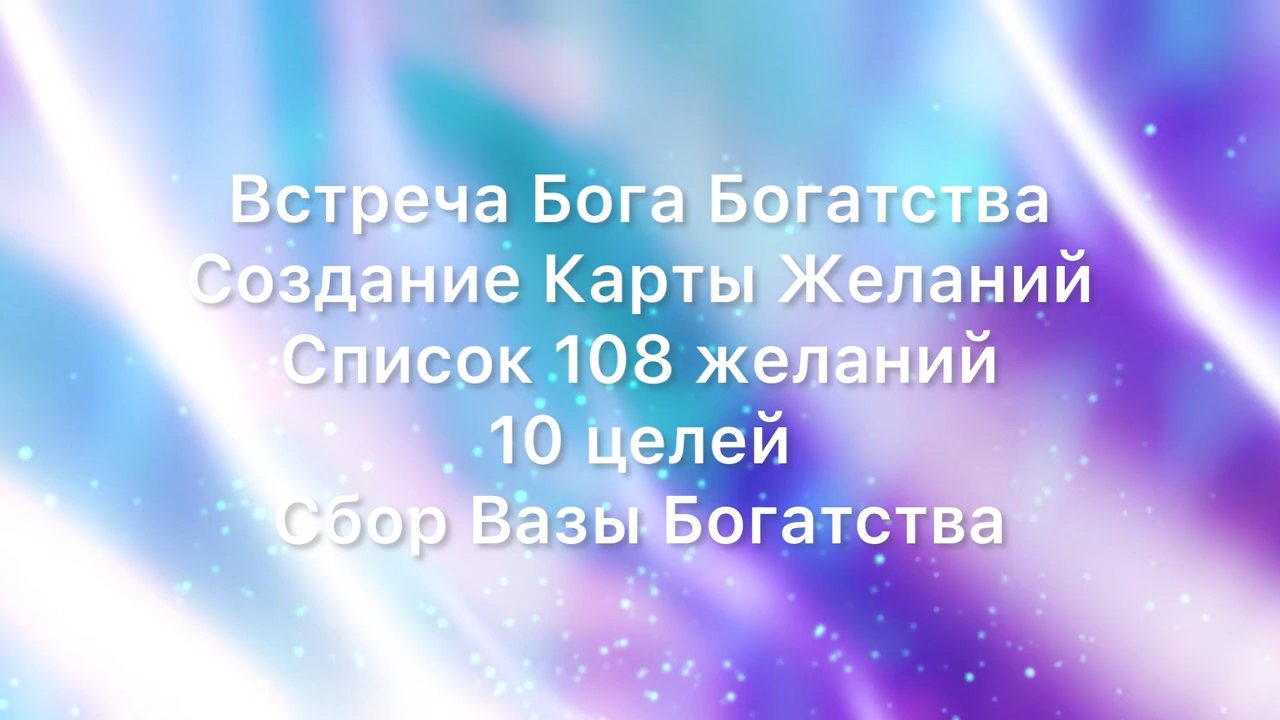 Встреча Бога Богатства
Создание Карты Желаний
Список 108 желаний
10 целей
Сбор Вазы Богатства